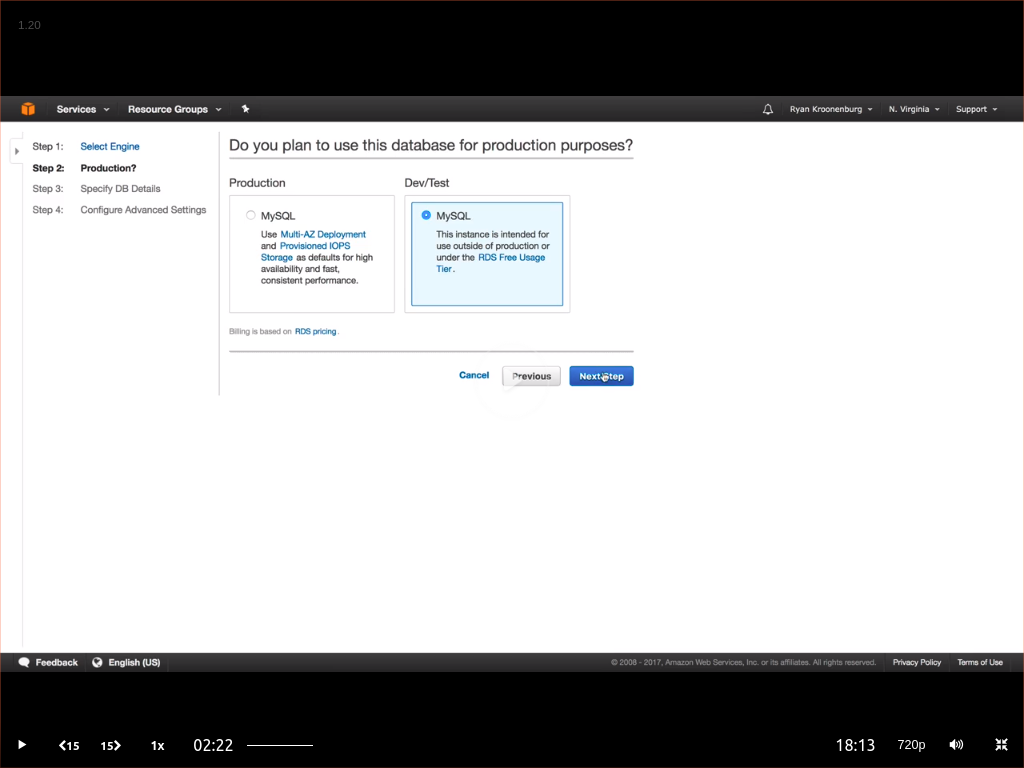 1.20
Services Resource Groups Ryan Kroonenburg N. Virginia Support
Step 1: Select Engine
Step 2: Production?
Step 3: Specify DB Details
Step 4: Configure Advanced Settings
Do you plan to use this database for production purposes?
Production
MySQL
Use Multi-AZ Deployment
and Provisioned IOPS
Storage as defaults for high
availability and fast,
consistent performance.
Dev/Test
MySQL
This instance is intended for
use outside of production or
under the RDS Free Usage
Tier.
Billing is based on RDS pricing.
Cancel Previous Next Step
Feedback English (US) © 2008 - 2017, Amazon Web Services, Inc. or its affiliates. All rights reserved. Privacy Policy Terms of Use
15 15 1x 02:22 18:13 720p